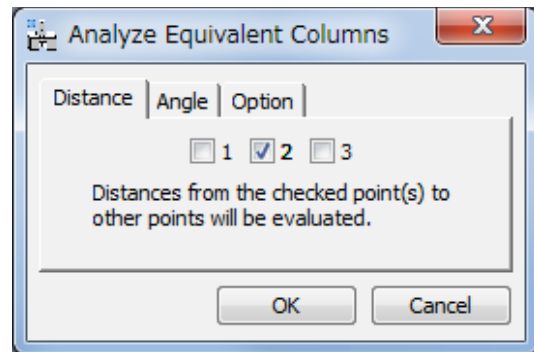 Analyze Equivalent Columns
Distance Angle Option
1 2 3
Distances from the checked point(s) to
other points will be evaluated.
OK Cancel